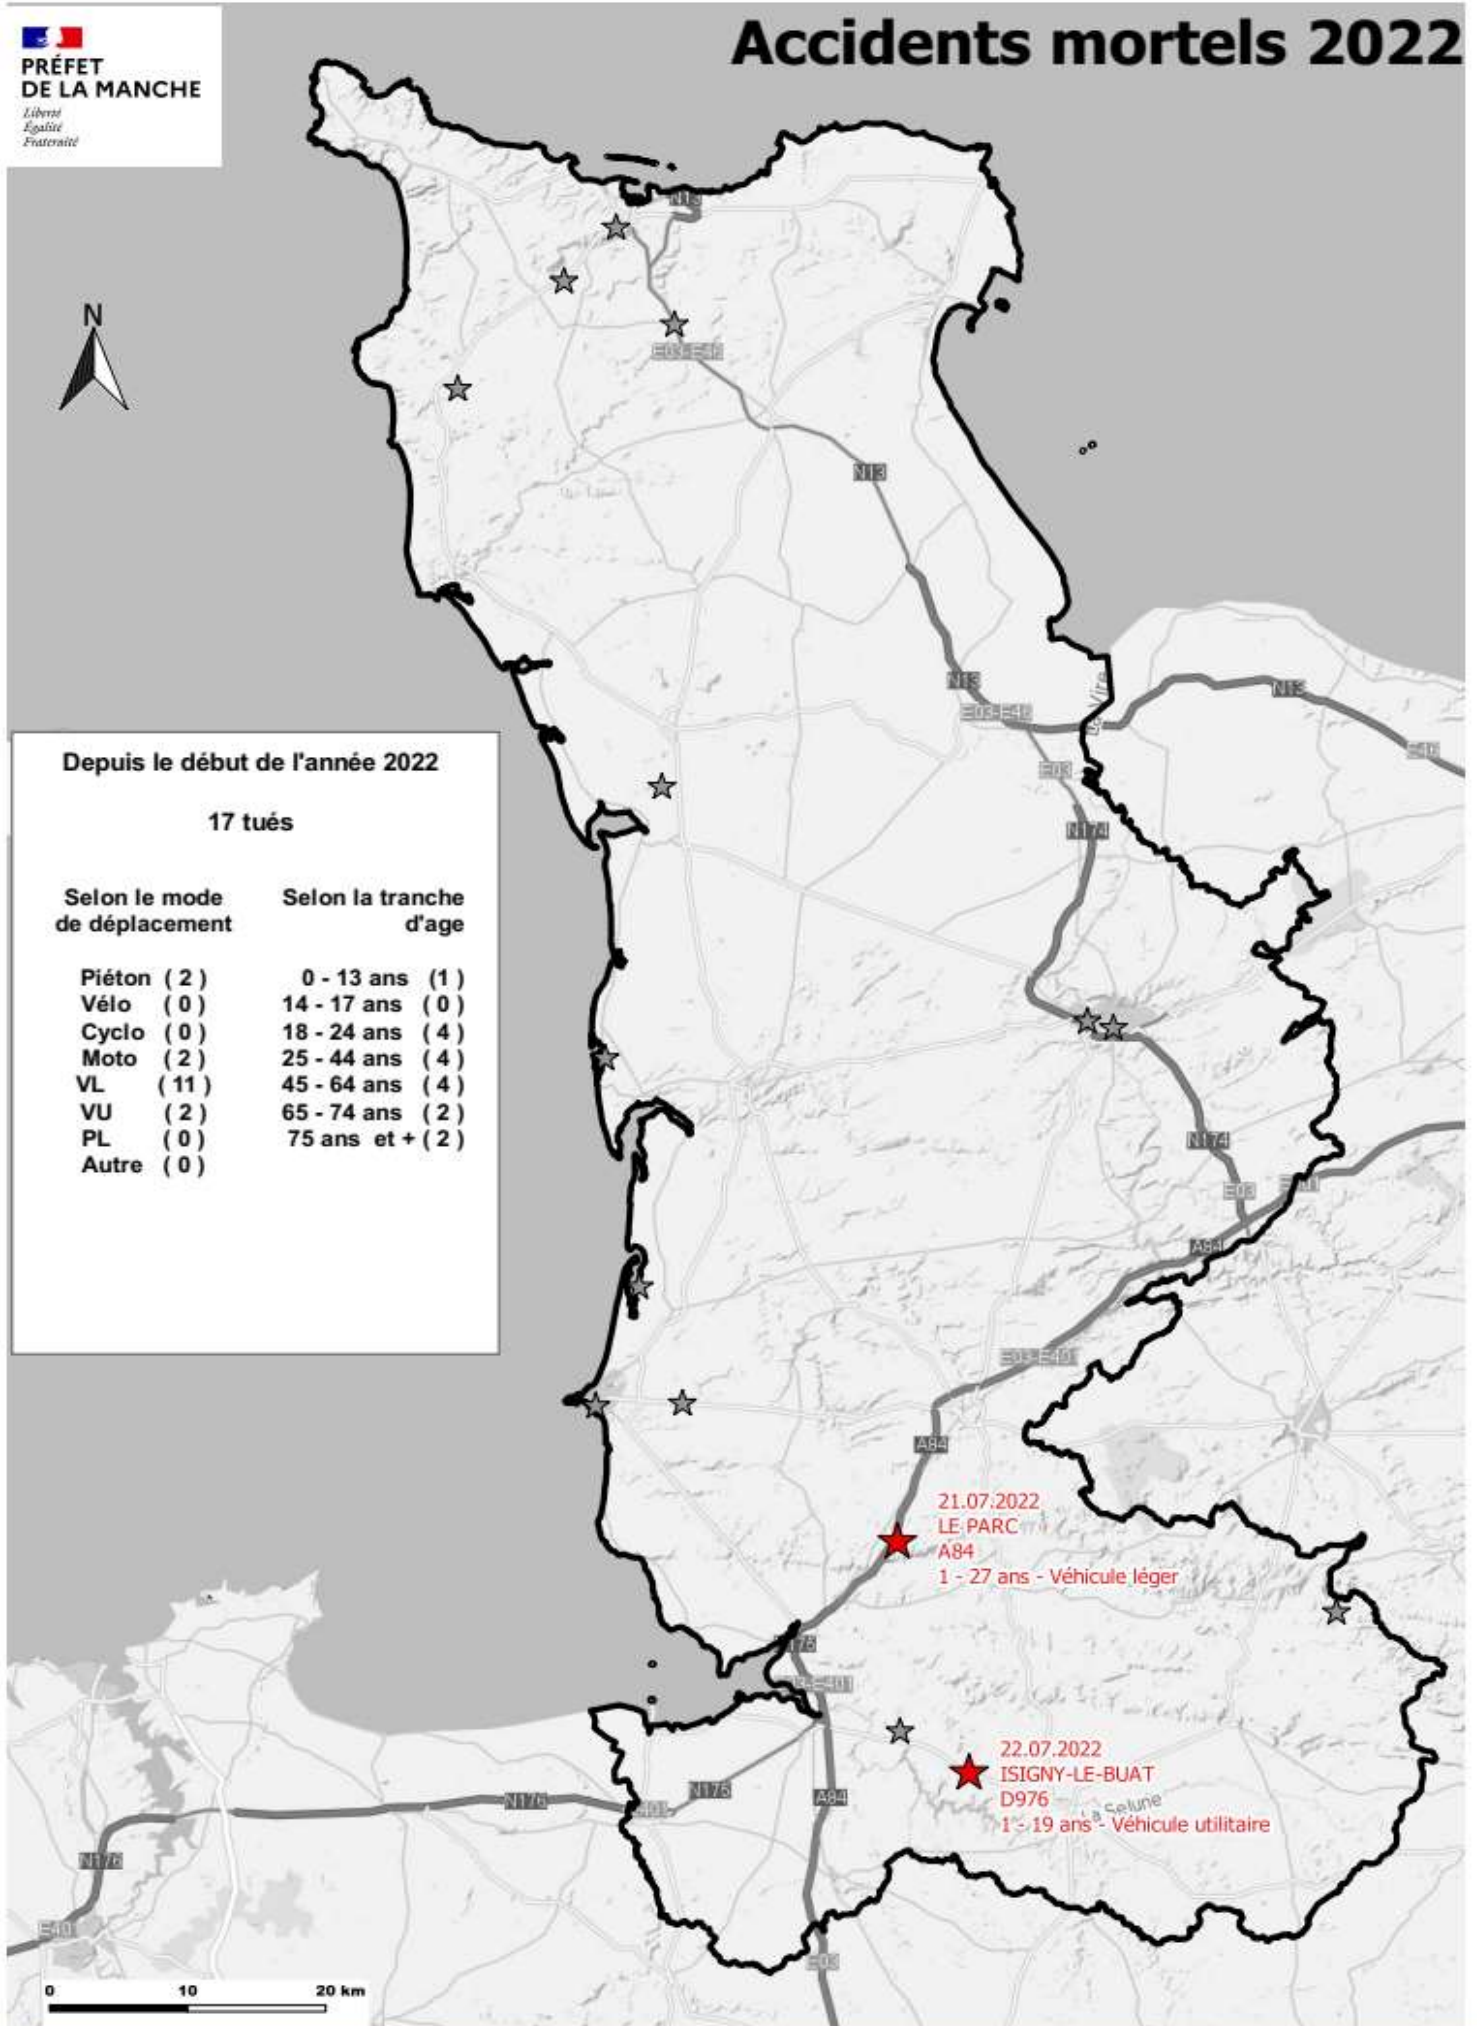 Accidents mortels 2022
PRÉFET
DE LA MANCHE
Liberté
Égalité
Fraternité
N
N13
E03-E46
N13
N13
E03-E46
La Vire
N13
E46
E03
N174
Depuis le début de l'année 2022
17 tués
Selon le mode
de déplacement
Piéton ( 2 )
Vélo ( 0 )
Cyclo ( 0 )
Moto ( 2 )
VL ( 11 )
VU ( 2 )
PL ( 0 )
Autre ( 0 )
Selon la tranche
d'age
0 - 13 ans (1 )
14 - 17 ans ( 0 )
18 - 24 ans ( 4 )
25 - 44 ans ( 4 )
45 - 64 ans ( 4 )
65 - 74 ans ( 2 )
75 ans et + ( 2 )
N174
E03
A84
E03-E401
A84
21.07.2022
LE PARC
A84
1 - 27 ans - Véhicule léger
22.07.2022
ISIGNY-LE-BUAT
D976
La Selune
1 - 19 ans - Véhicule utilitaire
N175
A84
N176
N176
E401
E03
0 10 20 km